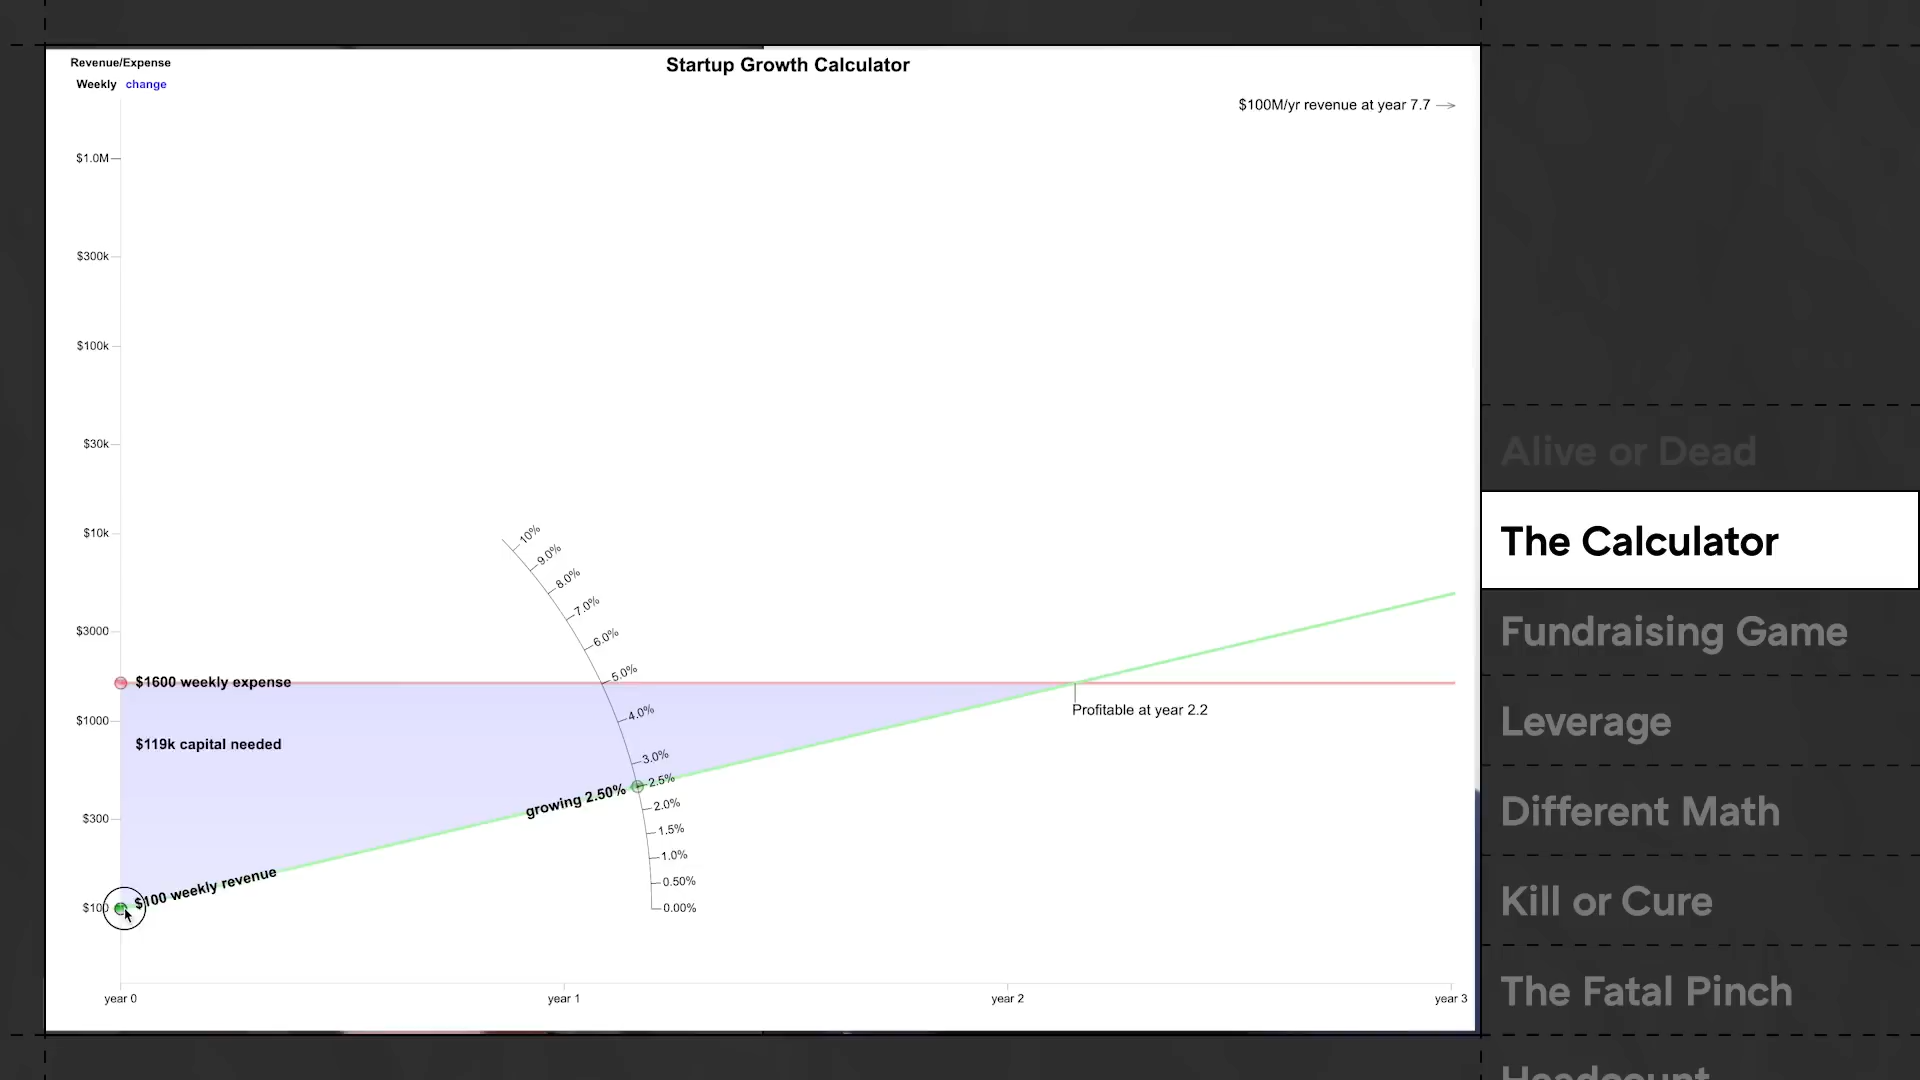 Revenue/Expense
Weekly change
Startup Growth Calculator
$100M/yr revenue at year 7.7
$1.0M
$300k
$100k
$30k
$10k
$3000
$1000
$300
$100
$1600 weekly expense
$119k capital needed
$100 weekly revenue
growing 2.50%
10%
9.0%
8.0%
7.0%
6.0%
5.0%
4.0%
3.0%
2.5%
2.0%
1.5%
1.0%
0.50%
0.00%
Profitable at year 2.2
year 0
year 1
year 2
year 3
Alive or Dead
The Calculator
Fundraising Game
Leverage
Different Math
Kill or Cure
The Fatal Pinch
Headcount